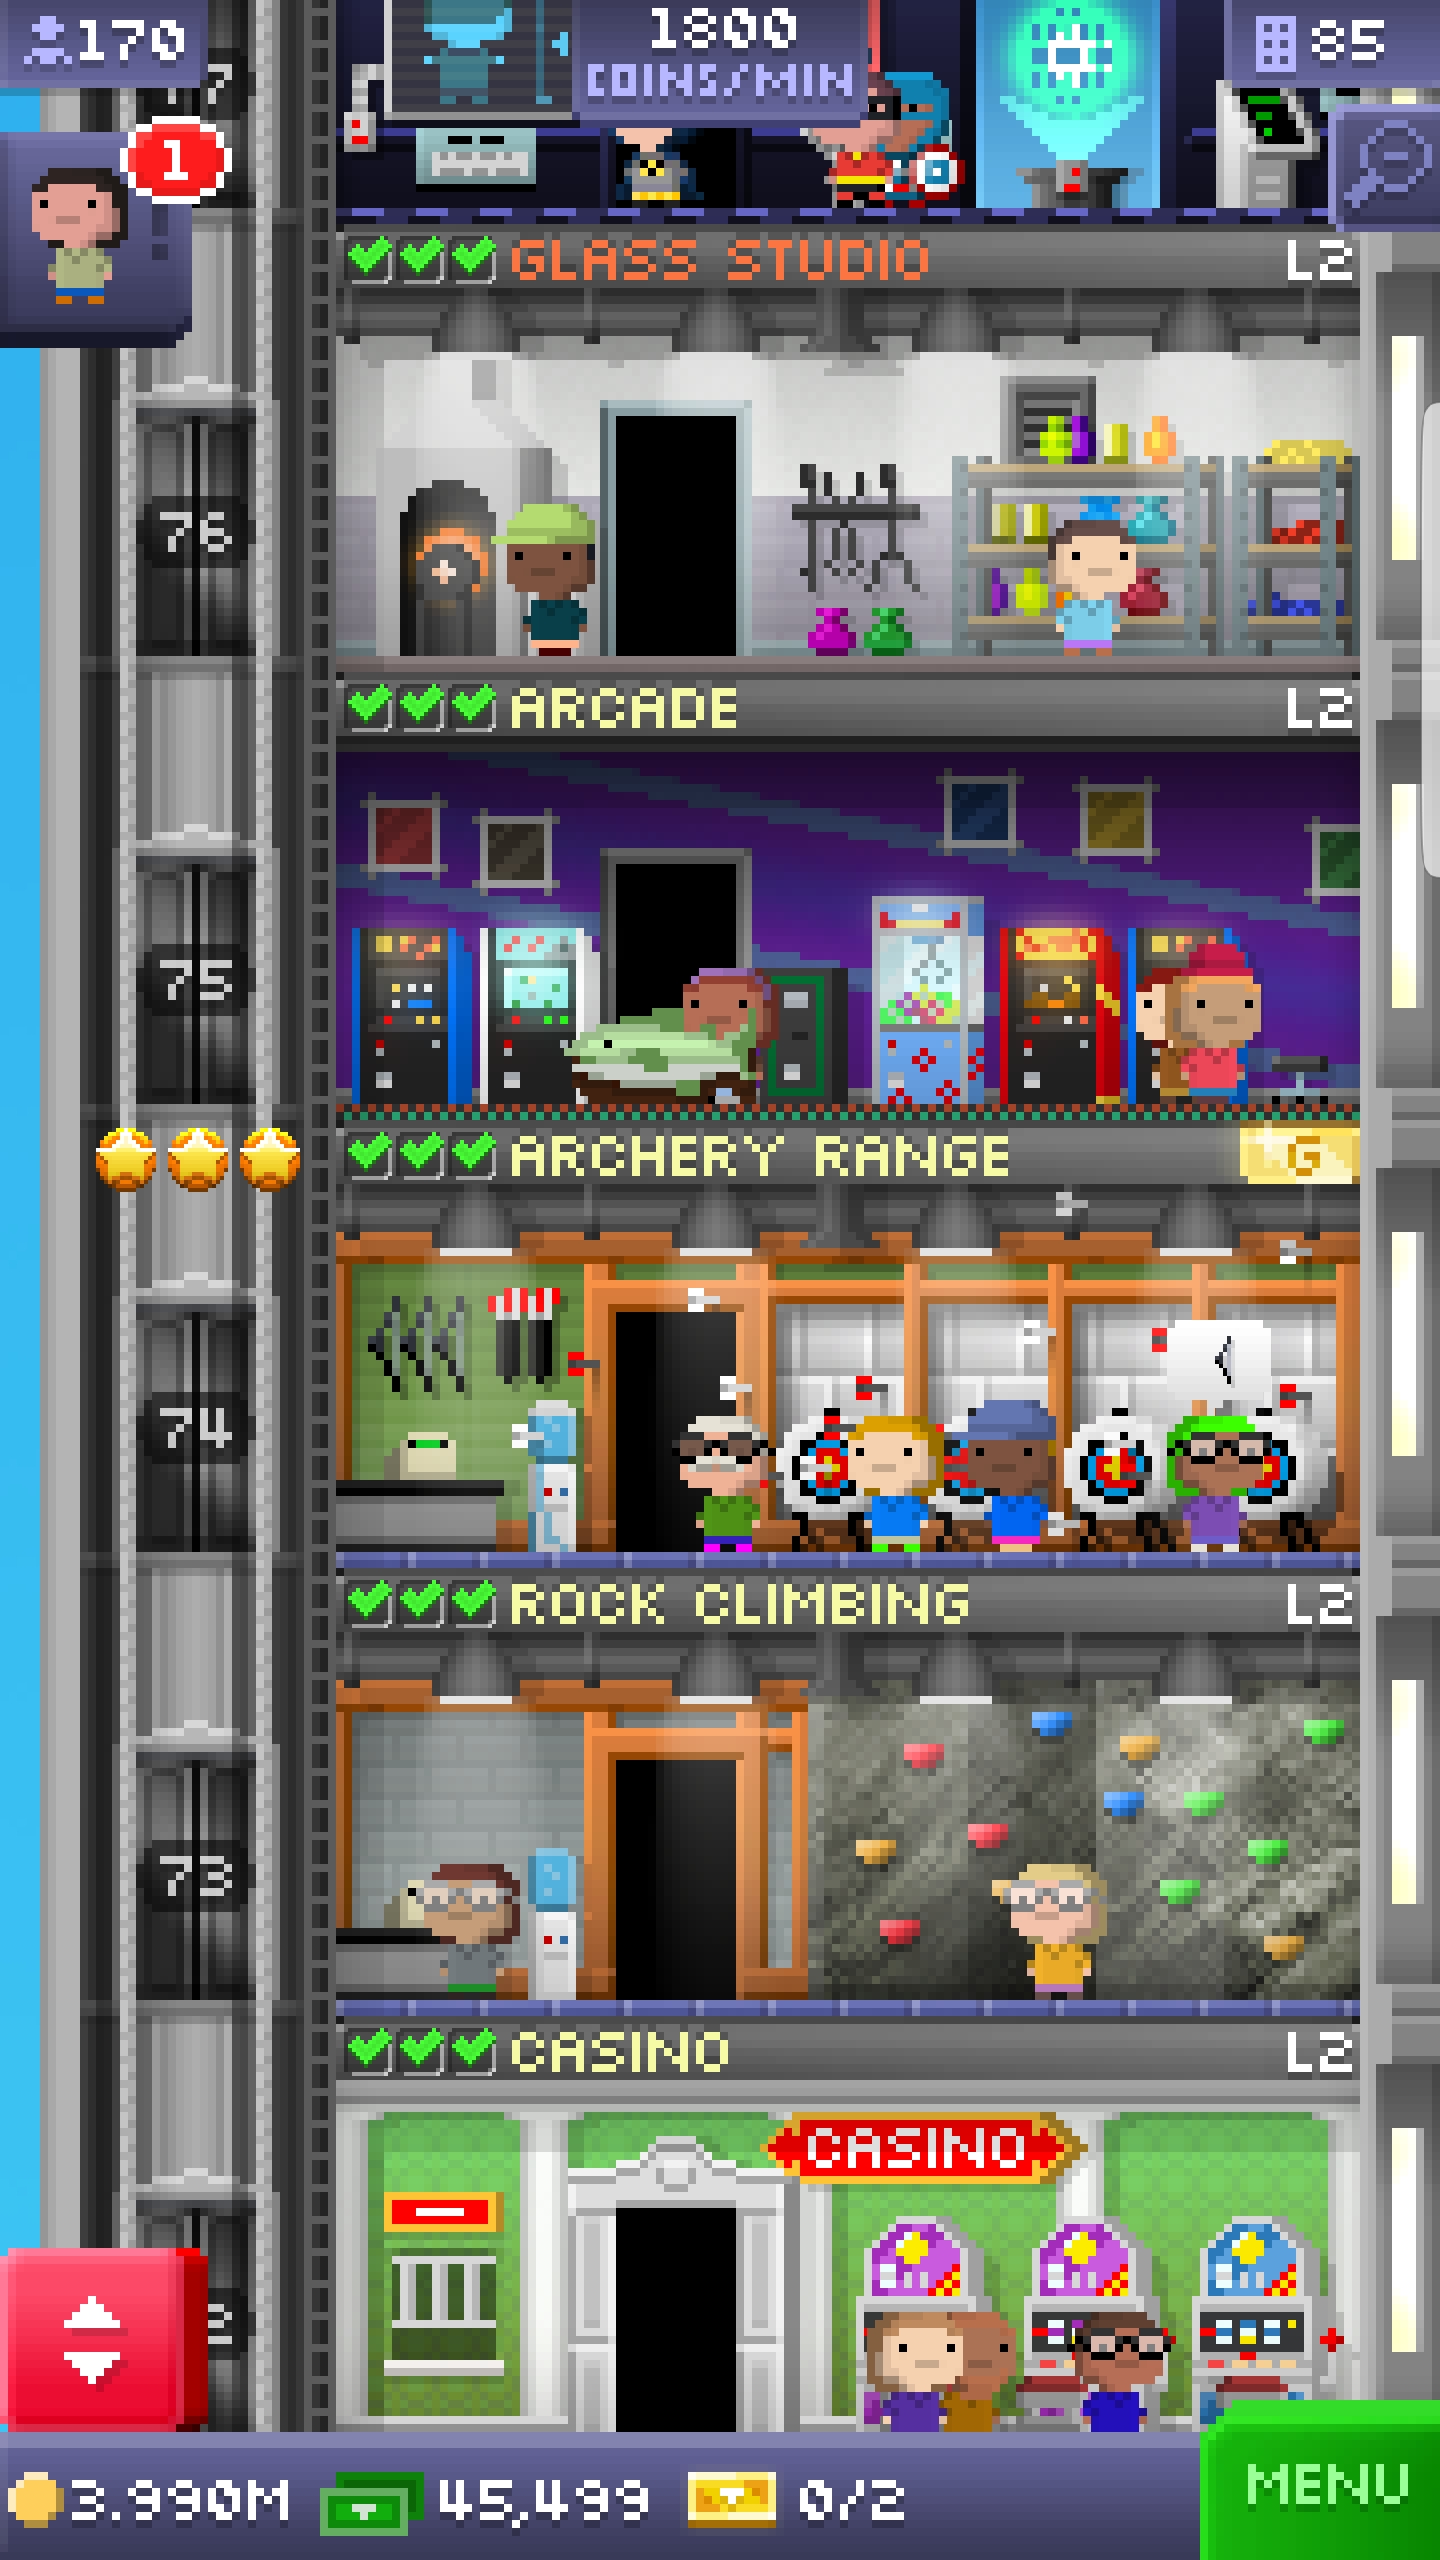 170
1800
COINS/MIN
85
1
GLASS STUDIO
L2
76
ARCADE
L2
75
ARCHERY RANGE
G
74
ROCK CLIMBING
L2
73
CASINO
L2
CASINO
3.990M
45,499
0/2
MENU